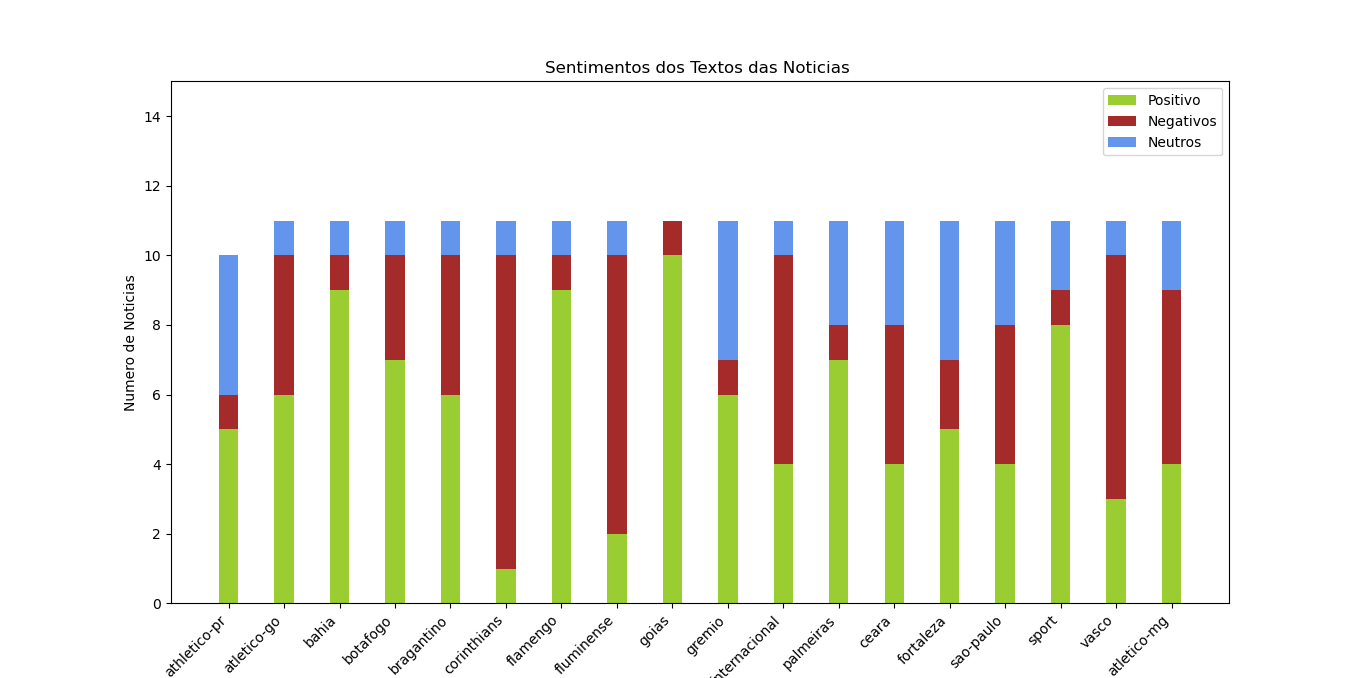 Sentimentos dos Textos das Noticias
Positivo
Negativos
Neutros
Numero de Noticias
14
12
10
8
6
4
2
0
athletico-pr
atletico-go
bahia
botafogo
bragantino
corinthians
flamengo
fluminense
goias
gremio
internacional
palmeiras
ceara
fortaleza
sao-paulo
sport
vasco
atletico-mg